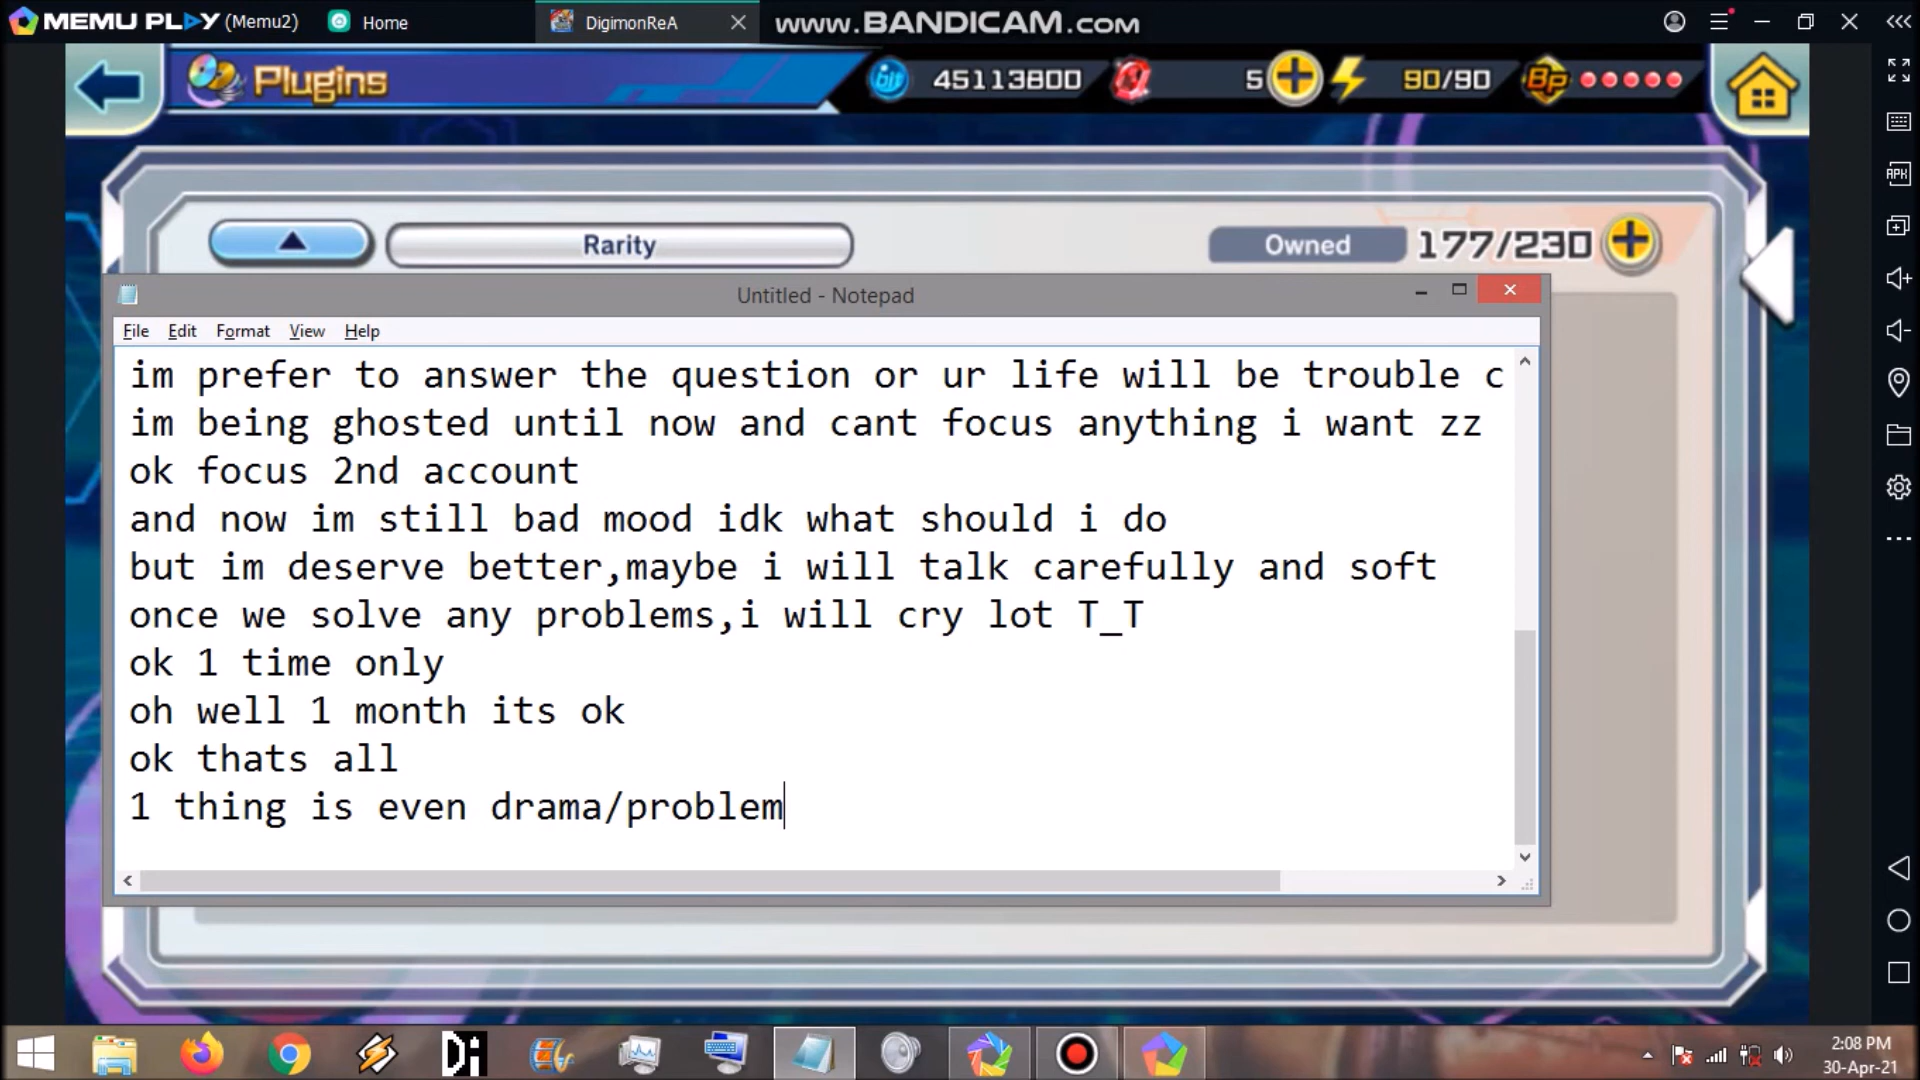 MEMU PLAY (Memu2)
Home
DigimonReA
www.BANDICAM.com
Plugins
bit
45113800
5
90/90
BP
APK
Rarity
Owned
177/230
Untitled - Notepad
File Edit Format View Help
im prefer to answer the question or ur life will be trouble c
im being ghosted until now and cant focus anything i want zz
ok focus 2nd account
and now im still bad mood idk what should i do
but im deserve better,maybe i will talk carefully and soft
once we solve any problems,i will cry lot T_T
ok 1 time only
oh well 1 month its ok
ok thats all
1 thing is even drama/problem
2:08 PM
30-Apr-21